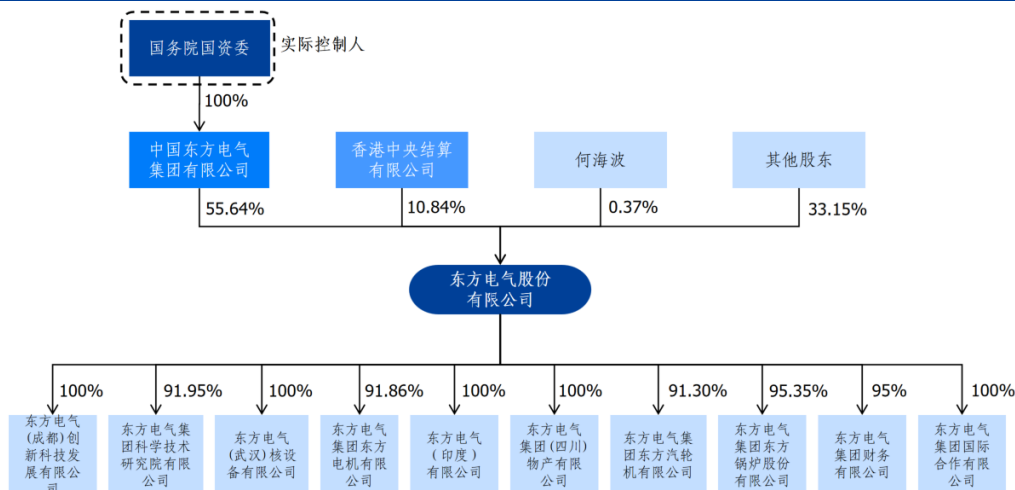 国务院国资委
实际控制人
100%
中国东方电气
集团有限公司
香港中央结算
有限公司
何海波
其他股东
55.64%
10.84%
0.37%
33.15%
东方电气股份
有限公司
100%
91.95%
100%
91.86%
100%
100%
91.30%
95.35%
95%
100%
东方电气
(成都)创
新科技发
展有限公
司
东方电气集
团科学技术
研究院有限
公司
东方电气
(武汉)核设
备有限公司
东方电气
集团东方
电机有限
公司
东方电气
(印度)
有限公司
东方电气
集团(四川)
物产有限
公司
东方电气集
团东方汽轮
机有限公司
东方电气
集团东方
锅炉股份
有限公司
东方电气
集团财务
有限公司
东方电气
集团国际
合作有限
公司